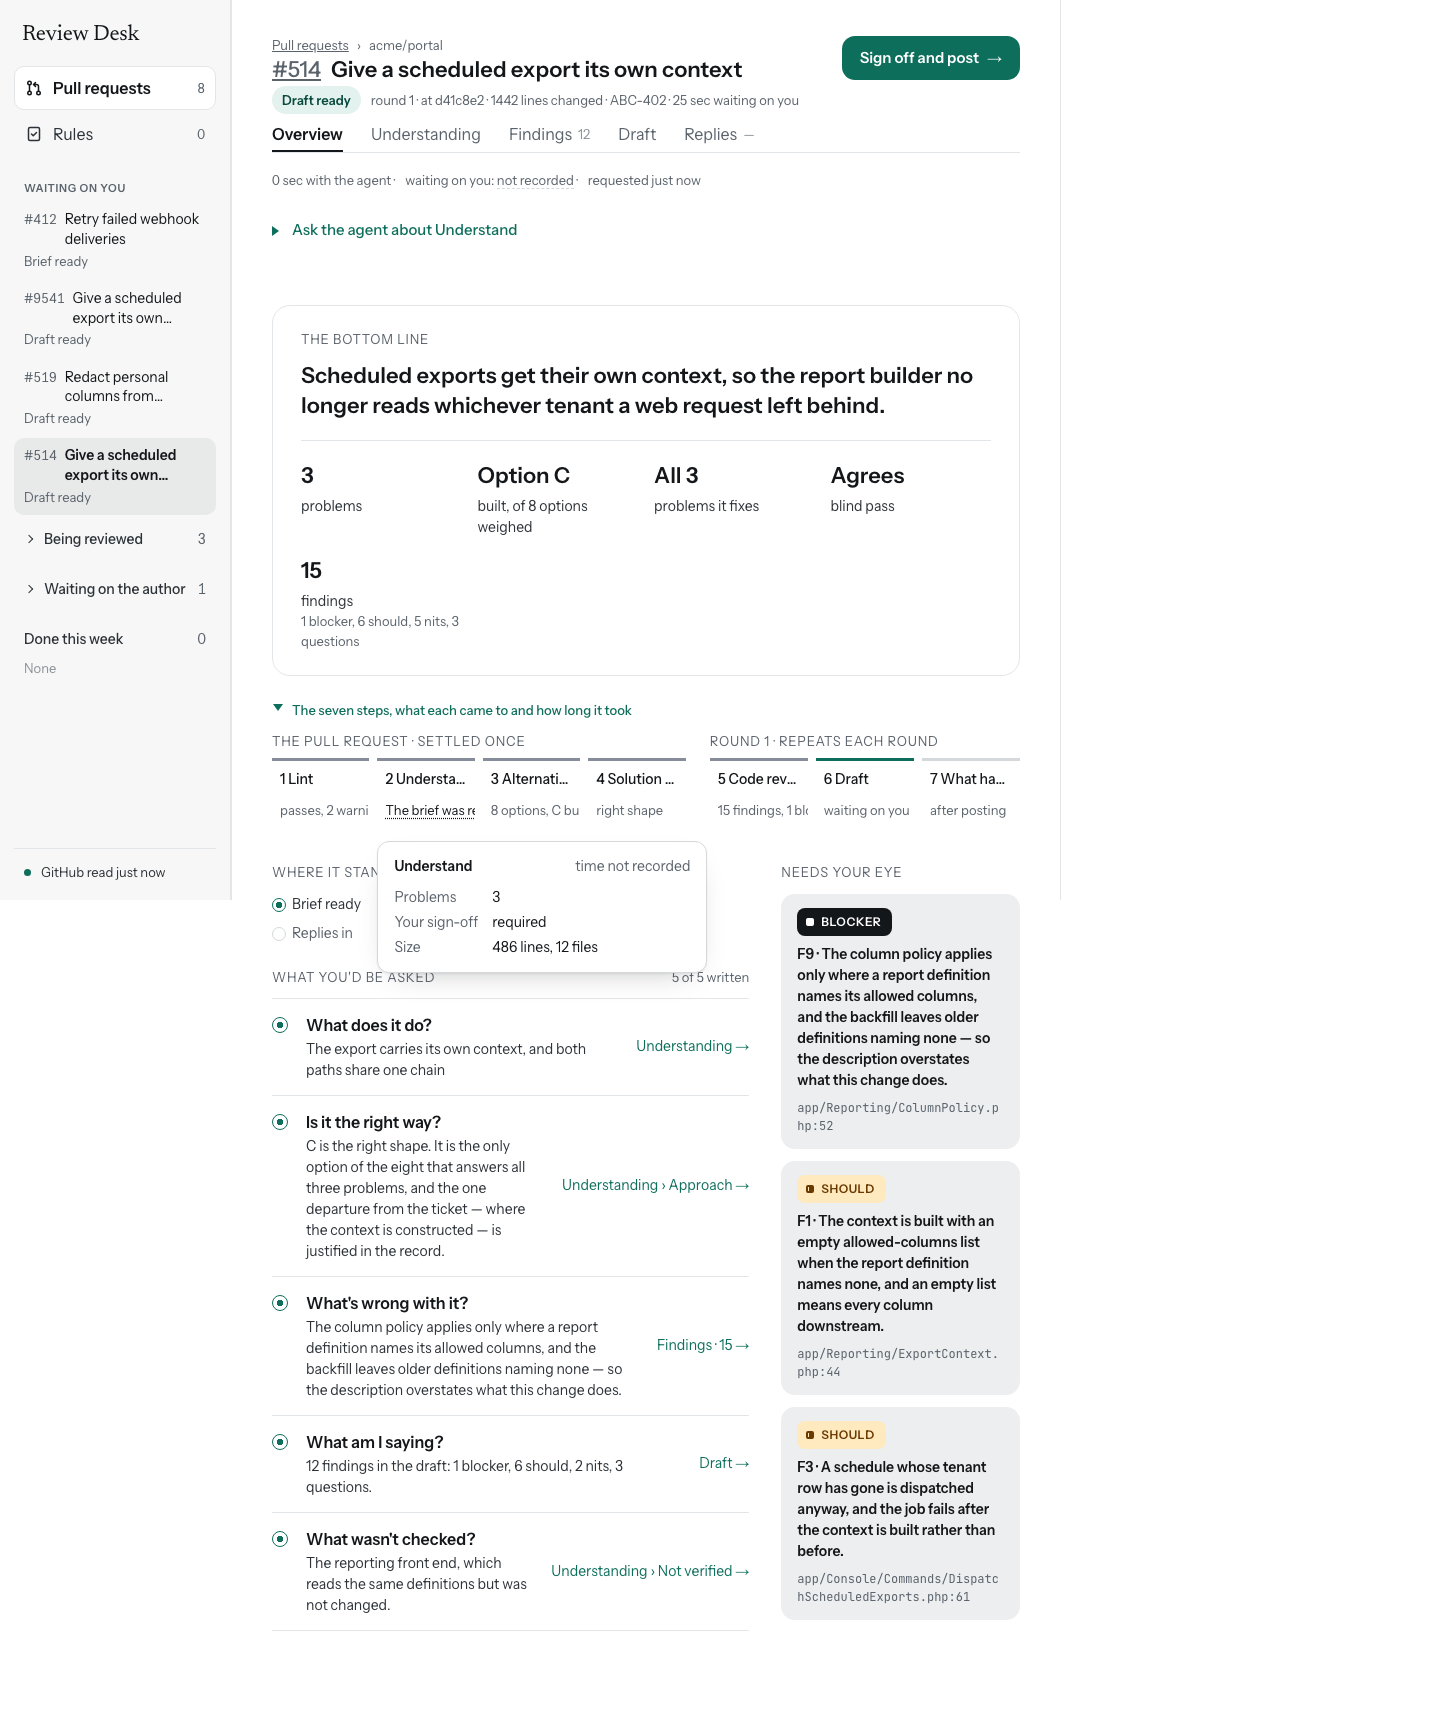 Review Desk
Pull requests 8
Rules 0
WAITING ON YOU
#412 Retry failed webhook
deliveries
Brief ready
#9541 Give a scheduled
export its own...
Draft ready
#519 Redact personal
columns from...
Draft ready
#514 Give a scheduled
export its own...
Draft ready
Being reviewed 3
Waiting on the author 1
Done this week 0
None
GitHub read just now
Pull requests › acme/portal
#514 Give a scheduled export its own context
Sign off and post →
Draft ready round 1 · at d41c8e2 · 1442 lines changed · ABC-402 · 25 sec waiting on you
Overview Understanding Findings 12 Draft Replies —
0 sec with the agent · waiting on you: not recorded · requested just now
Ask the agent about Understand
THE BOTTOM LINE
Scheduled exports get their own context, so the report builder no
longer reads whichever tenant a web request left behind.
3
problems
Option C
built, of 8 options
weighed
All 3
problems it fixes
Agrees
blind pass
15
findings
1 blocker, 6 should, 5 nits, 3
questions
The seven steps, what each came to and how long it took
THE PULL REQUEST · SETTLED ONCE
ROUND 1 · REPEATS EACH ROUND
1 Lint 2 Understa... 3 Alternati... 4 Solution ... 5 Code rev... 6 Draft 7 What ha...
passes, 2 warni The brief was re 8 options, C bu right shape 15 findings, 1 blo waiting on you after posting
WHERE IT STAN
Brief ready
Replies in
Understand time not recorded
Problems 3
Your sign-off required
Size 486 lines, 12 files
WHAT YOU'D BE ASKED 5 of 5 written
What does it do?
The export carries its own context, and both
paths share one chain
Understanding →
Is it the right way?
C is the right shape. It is the only
option of the eight that answers all
three problems, and the one
departure from the ticket — where
the context is constructed — is
justified in the record.
Understanding › Approach →
What's wrong with it?
The column policy applies only where a report
definition names its allowed columns, and the
backfill leaves older definitions naming none — so
the description overstates what this change does.
Findings · 15 →
What am I saying?
12 findings in the draft: 1 blocker, 6 should, 2 nits, 3
questions.
Draft →
What wasn't checked?
The reporting front end, which
reads the same definitions but was
not changed.
Understanding › Not verified →
NEEDS YOUR EYE
BLOCKER
F9 · The column policy applies
only where a report definition
names its allowed columns,
and the backfill leaves older
definitions naming none — so
the description overstates
what this change does.
app/Reporting/ColumnPolicy.p
hp:52
SHOULD
F1 · The context is built with an
empty allowed-columns list
when the report definition
names none, and an empty list
means every column
downstream.
app/Reporting/ExportContext.
php:44
SHOULD
F3 · A schedule whose tenant
row has gone is dispatched
anyway, and the job fails after
the context is built rather than
before.
app/Console/Commands/Dispatc
hScheduledExports.php:61